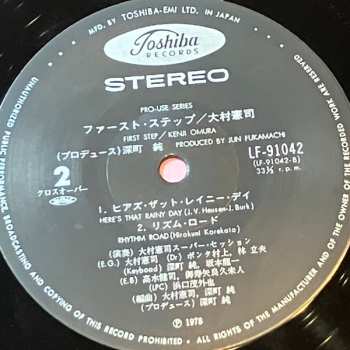 MFD. BY TOSHIBA-EMI LTD. IN JAPAN
Toshiba
RECORDS
STEREO
PRO-USE SERIES
ファースト・ステップ/大村憲司
FIRST STEP/KENJI OMURA
(プロデュース)深町 純 PRODUCED BY JUN FUKAMACHI
LF-91042
(LF-91042-B)
33⅓ r. p. m.
2
クロスオーバー
1. ヒアズ・ザット・レイニー・デイ
HERE'S THAT RAINY DAY (J. V. Heusen-J. Burk)
2. リズム・ロード
RHYTHM ROAD (Hirokuni Korekata)
(演奏) 大村憲司スーパー・セッション
(E.G.) 大村憲司 (Dr) ポンタ村上、林 立夫
(Keyboad) 深町 純、坂本龍一
(E.B) 高水健司、御舟矢良久朱人
(PC) 浜口茂外也
(編曲) 大村憲司、深町 純
(プロデュース) 深町 純
Ⓟ 1978
UNAUTHORIZED PUBLIC PERFORMANCE, BROADCASTING AND COPYING OF THIS RECORD PROHIBITED • ALL RIGHTS OF THE MANUFACTURER AND OF THE OWNER OF THE RECORDED WORK ARE RESERVED